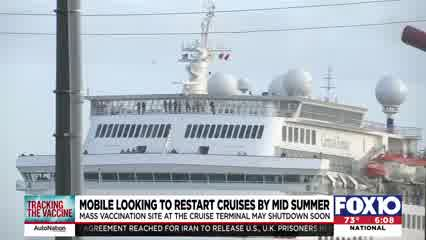 TRACKING
THE VACCINE
AutoNation
MOBILE LOOKING TO RESTART CRUISES BY MID SUMMER
MASS VACCINATION SITE AT THE CRUISE TERMINAL MAY SHUTDOWN SOON
AGREEMENT REACHED FOR IRAN TO RELEASE U.S., U.K. PRISONERS
FOX10
NATIONAL
73° 6:08